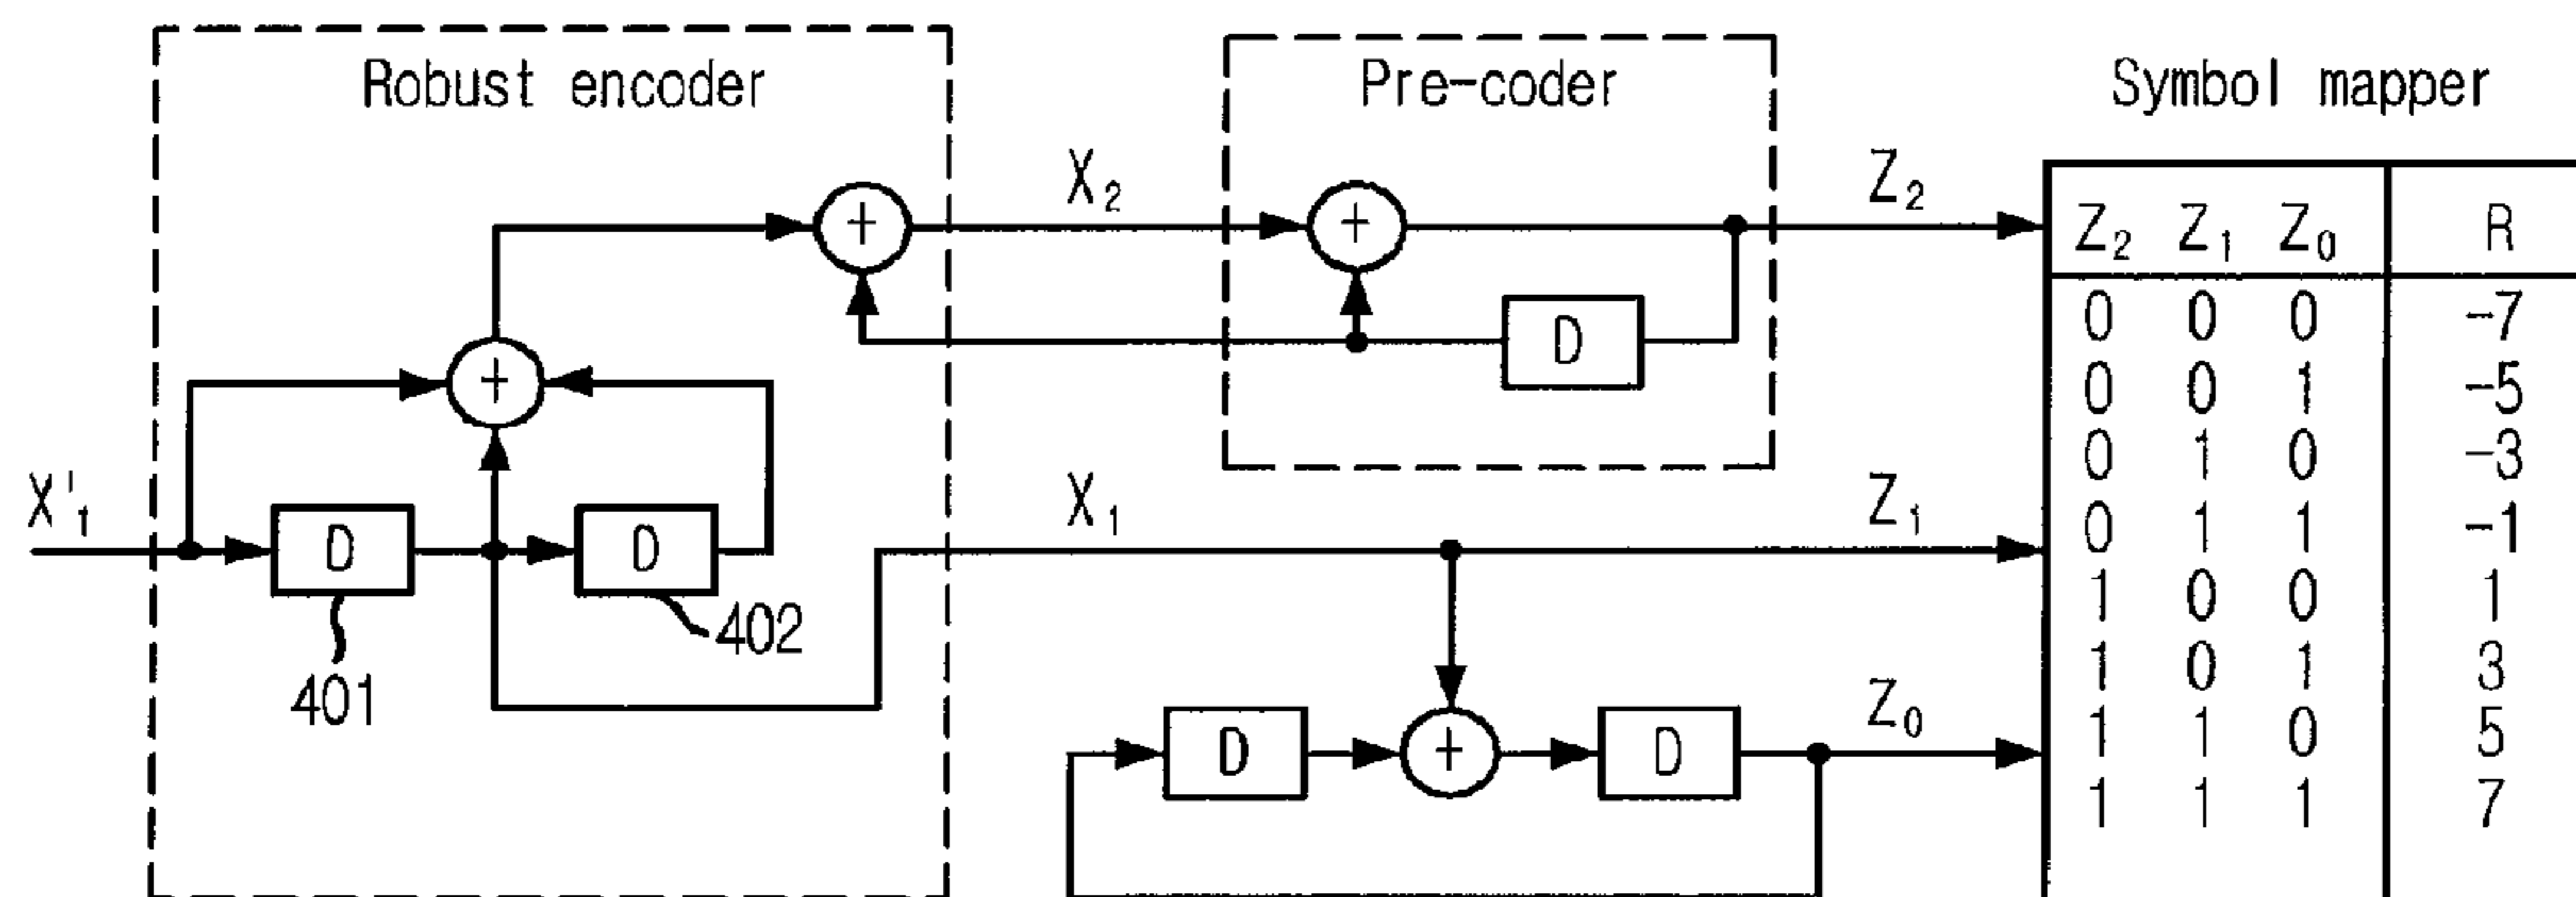 Robust encoder
Pre-coder
Symbol mapper
+
X₂
+
Z₂
Z₂ Z₁ Z₀ R
0 0 0 -7
D
+
0 0 1 -5
0 1 0 -3
X'₁
D
D
X₁
Z₁
0 1 1 -1
1 0 0 1
401
402
1 0 1 3
D
+
D
Z₀
1 1 0 5
1 1 1 7